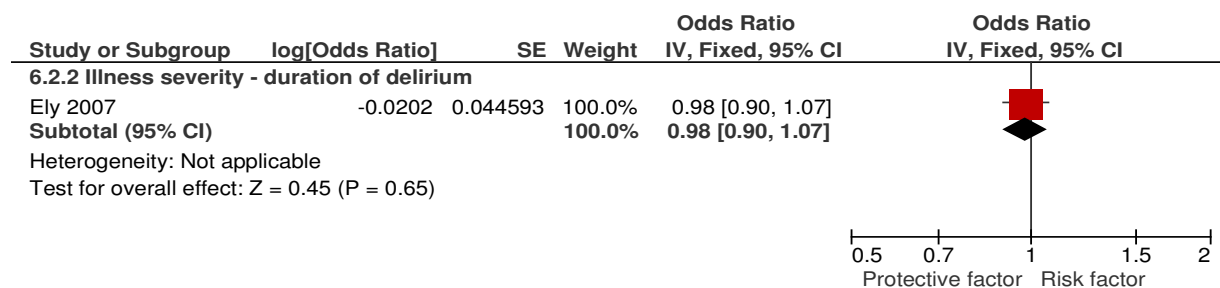 Odds Ratio Odds Ratio
Study or Subgroup log[Odds Ratio] SE Weight IV, Fixed, 95% CI IV, Fixed, 95% CI
6.2.2 Illness severity - duration of delirium
Ely 2007 -0.0202 0.044593 100.0% 0.98 [0.90, 1.07]
Subtotal (95% CI) 100.0% 0.98 [0.90, 1.07]
Heterogeneity: Not applicable
Test for overall effect: Z = 0.45 (P = 0.65)
0.5 0.7 1 1.5 2
Protective factor Risk factor